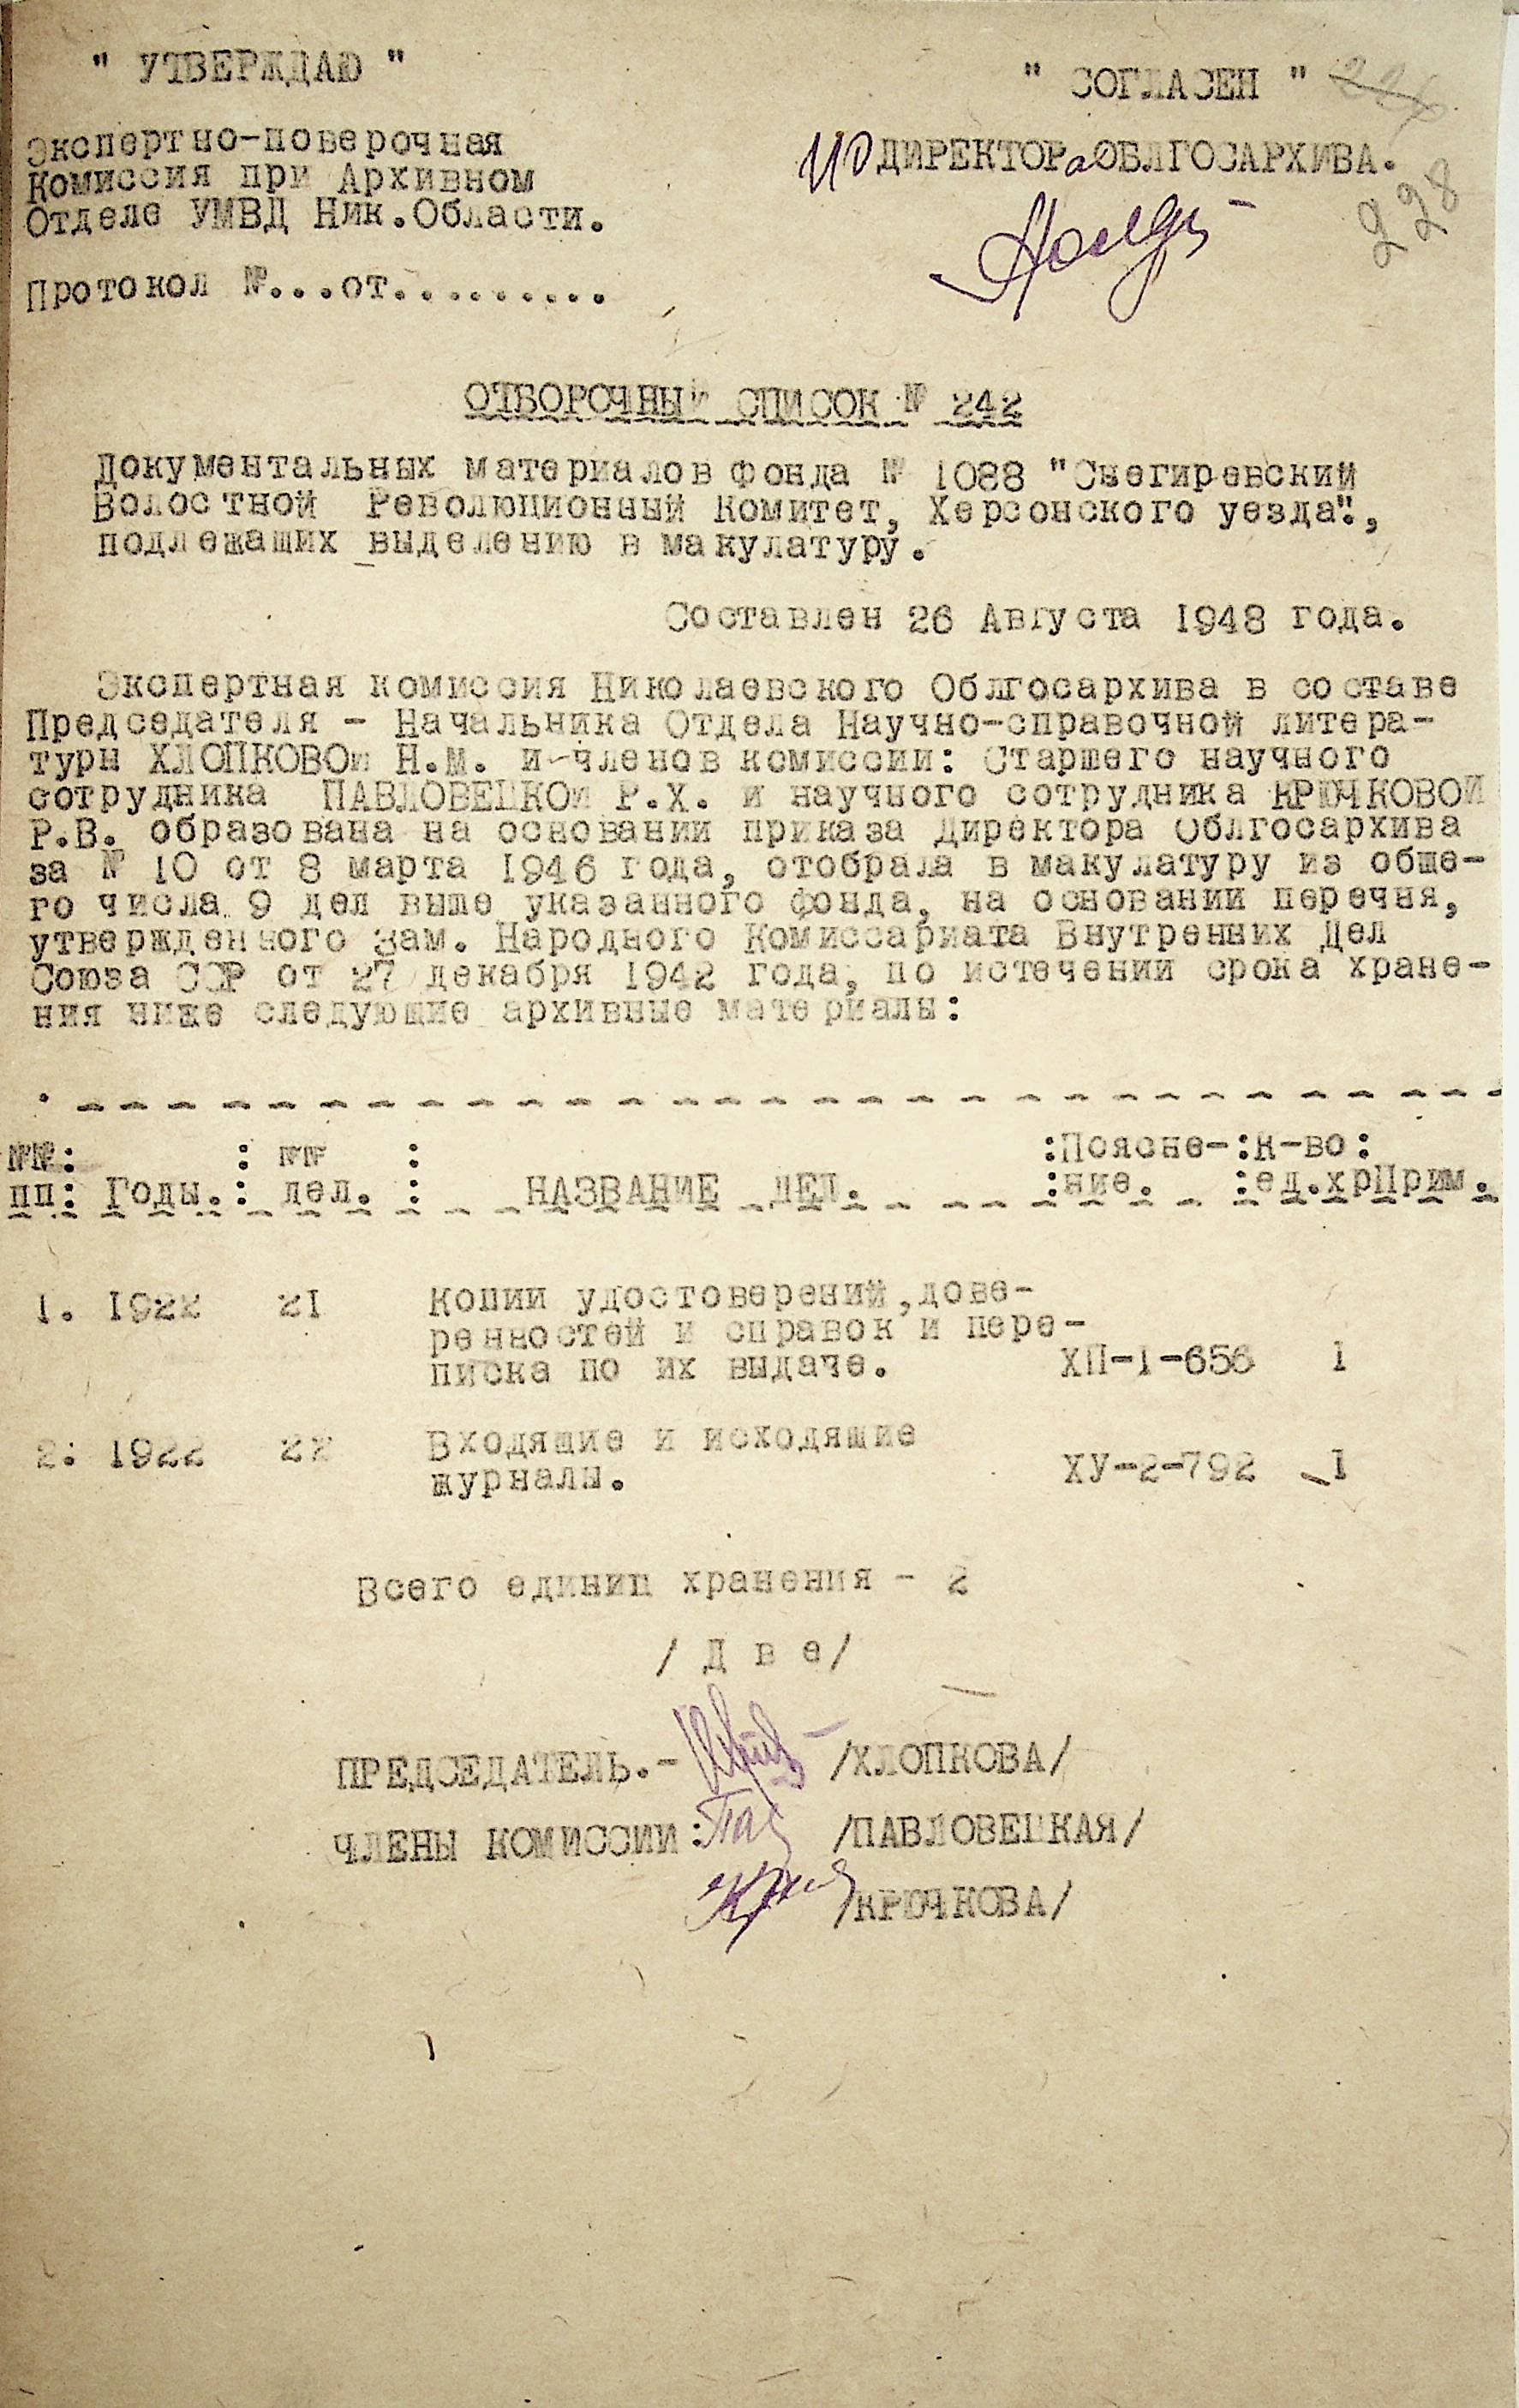 " УТВЕРЖДАЮ "
" СОГЛАСЕН "
228
Экспертно-поверочная
Комиссия при Архивном
Отделе УМВД Ник.Области.
ИО ДИРЕКТОРа ОБЛГОСАРХИВА.
Протокол №...от.........
ОТБОРОЧНЫЙ СПИСОК № 242
Документальных материалов фонда № 1088 "Снегиревский
Волостной Революционный Комитет, Херсонского уезда".,
подлежащих выделению в макулатуру.
Составлен 26 Августа 1948 года.
Экспертная комиссия Николаевского Облгосархива в составе
Председателя - Начальника Отдела Научно-справочной литера-
туры ХЛОПКОВОЙ Н.М. и членов комиссии: Старшего научного
сотрудника ПАВЛОВЕЦКОЙ Р.Х. и научного сотрудника КРЮЧКОВОЙ
Р.В. образована на основании приказа Директора Облгосархива
за № 10 от 8 марта 1946 года, отобрала в макулатуру из обще-
го числа 9 дел выше указанного фонда, на основании перечня,
утвержденного Зам. Народного Комиссариата Внутренних Дел
Союза ССР от 27 декабря 1942 года, по истечении срока хране-
ния ниже следующие архивные материалы:
№№: : №№ : :Поясне-:К-во:
пп: Годы.: дел. : НАЗВАНИЕ ДЕЛ. :ние. :ед.хрПрим.
1. 1922 21 Копии удостоверений,дове-
ренностей и справок и пере-
писка по их выдаче. ХП-1-656 1
2: 1922 22 Входящие и исходящие
журналы. ХУ-2-792 1
Всего единиц хранения - 2
/ Д в е/
ПРЕДСЕДАТЕЛЬ.- /ХЛОПКОВА/
ЧЛЕНЫ КОМИССИИ: /ПАВЛОВЕЦКАЯ/
/КРЮЧКОВА/